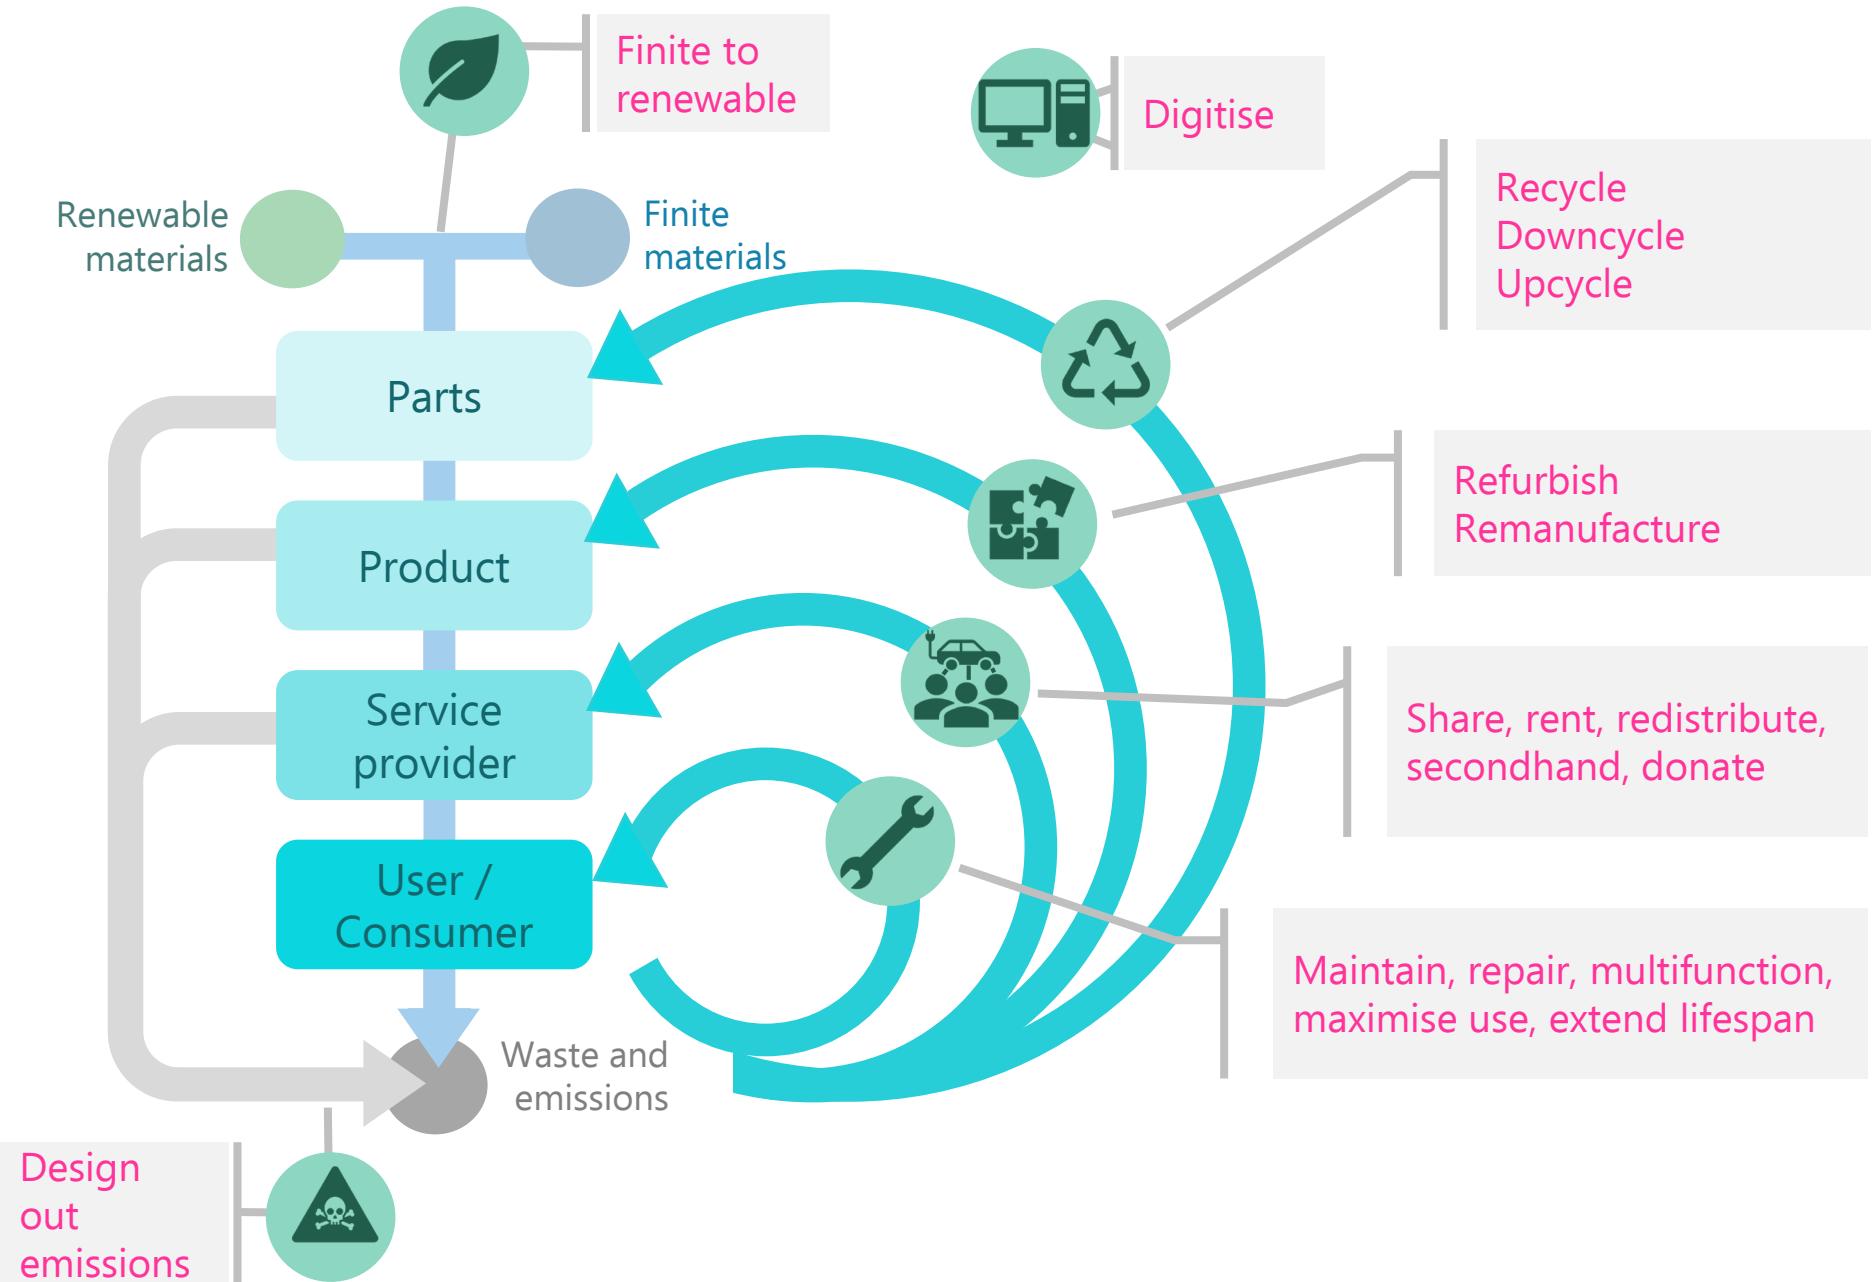 Finite to
renewable
Digitise
Recycle
Downcycle
Upcycle
Renewable
materials
Finite
materials
Parts
Refurbish
Remanufacture
Product
Service
provider
Share, rent, redistribute,
secondhand, donate
User /
Consumer
Maintain, repair, multifunction,
maximise use, extend lifespan
Waste and
emissions
Design
out
emissions